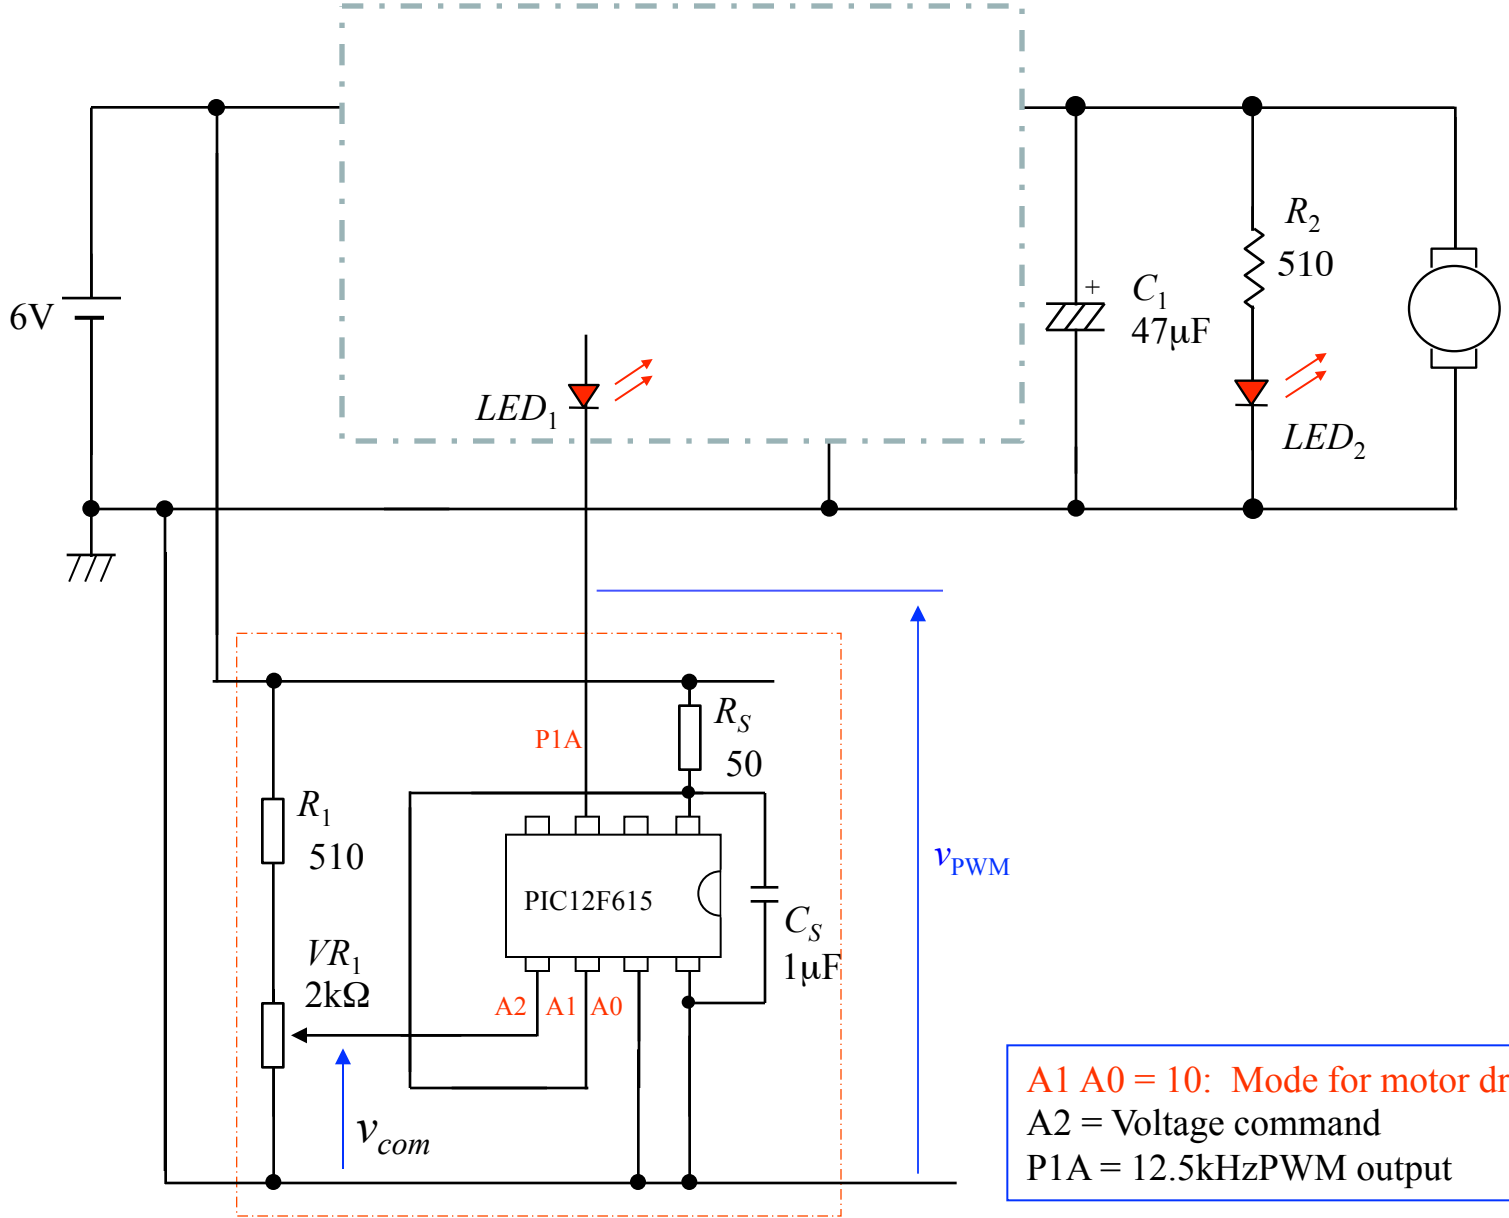 R2
510
6V
+
C1
47μF
LED1
LED2
P1A
RS
50
R1
510
vPWM
PIC12F615
CS
1μF
VR1
2kΩ
A2
A1
A0
vcom
A1 A0 = 10: Mode for motor dr
A2 = Voltage command
P1A = 12.5kHzPWM output